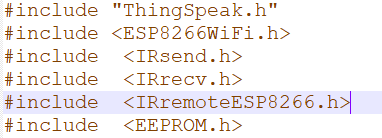 #include "ThingSpeak.h"
#include <ESP8266WiFi.h>
#include  <IRsend.h>
#include  <IRrecv.h>
#include  <IRremoteESP8266.h>
#include  <EEPROM.h>